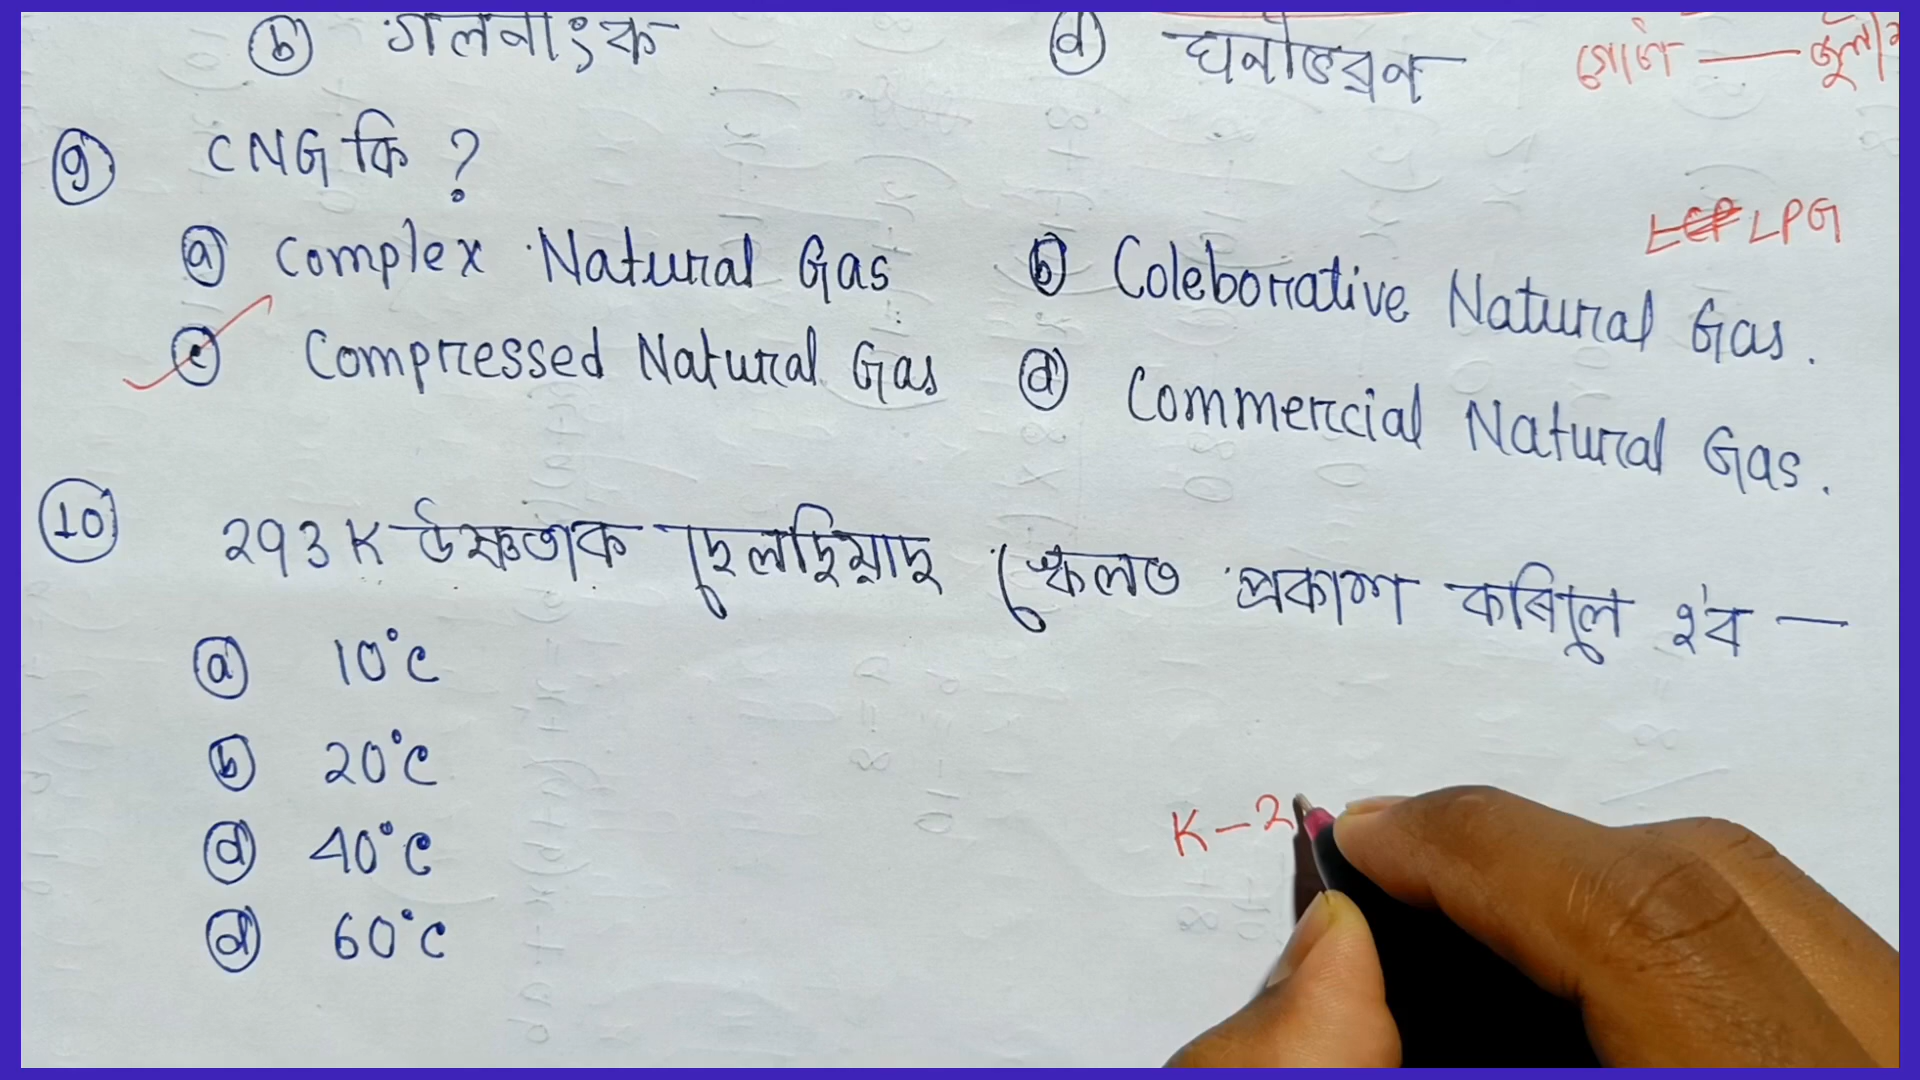 ⓑ গলনাংক ⓓ ঘনীভৱন
গোট —
⑨ CNG কি ?
LPG
ⓐ Complex Natural Gas ⓑ Coleborative Natural Gas.
ⓒ Compressed Natural Gas ⓓ Commercial Natural Gas.
⑩ 293 K উষ্ণতাক ছেলছিয়াছ স্কেলত প্ৰকাশ কৰিলে হ'ব —
ⓐ 10°C
ⓑ 20°C
ⓓ 40°C
ⓓ 60°C
K - 2